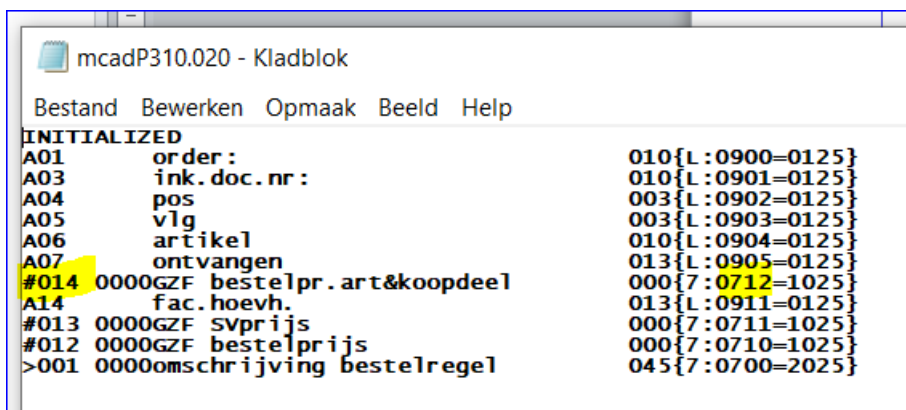 mcadP310.020 - Kladblok
Bestand Bewerken Opmaak Beeld Help
INITIALIZED
A01 order: 010{L:0900=0125}
A03 ink.doc.nr: 010{L:0901=0125}
A04 pos 003{L:0902=0125}
A05 vlg 003{L:0903=0125}
A06 artikel 010{L:0904=0125}
A07 ontvangen 013{L:0905=0125}
#014 0000GZF bestelpr.art&koopdeel 000{7:0712=1025}
A14 fac.hoevh. 013{L:0911=0125}
#013 0000GZF SVprijs 000{7:0711=1025}
#012 0000GZF bestelprijs 000{7:0710=1025}
>001 0000omschrijving bestelregel 045{7:0700=2025}